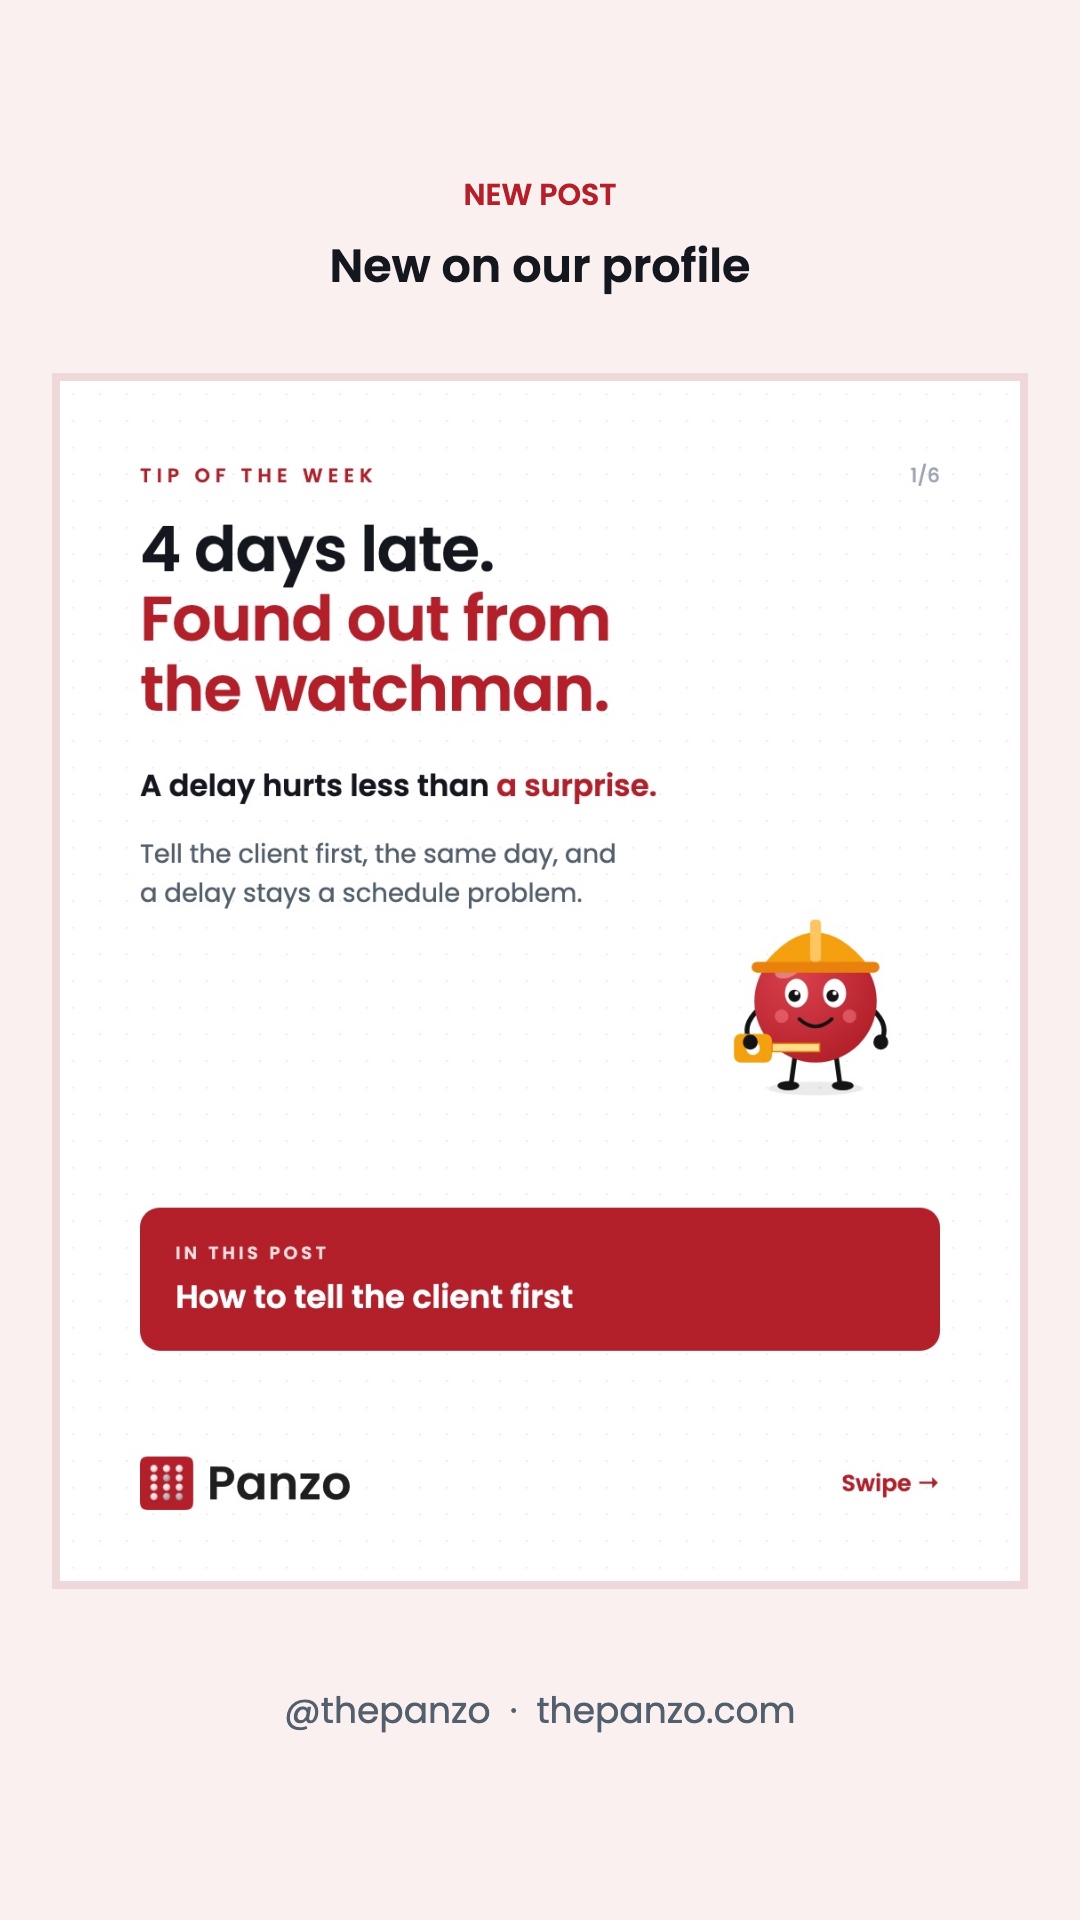 NEW POST
New on our profile
TIP OF THE WEEK
1/6
4 days late.
Found out from
the watchman.
A delay hurts less than a surprise.
Tell the client first, the same day, and
a delay stays a schedule problem.
IN THIS POST
How to tell the client first
Panzo
Swipe →
@thepanzo · thepanzo.com